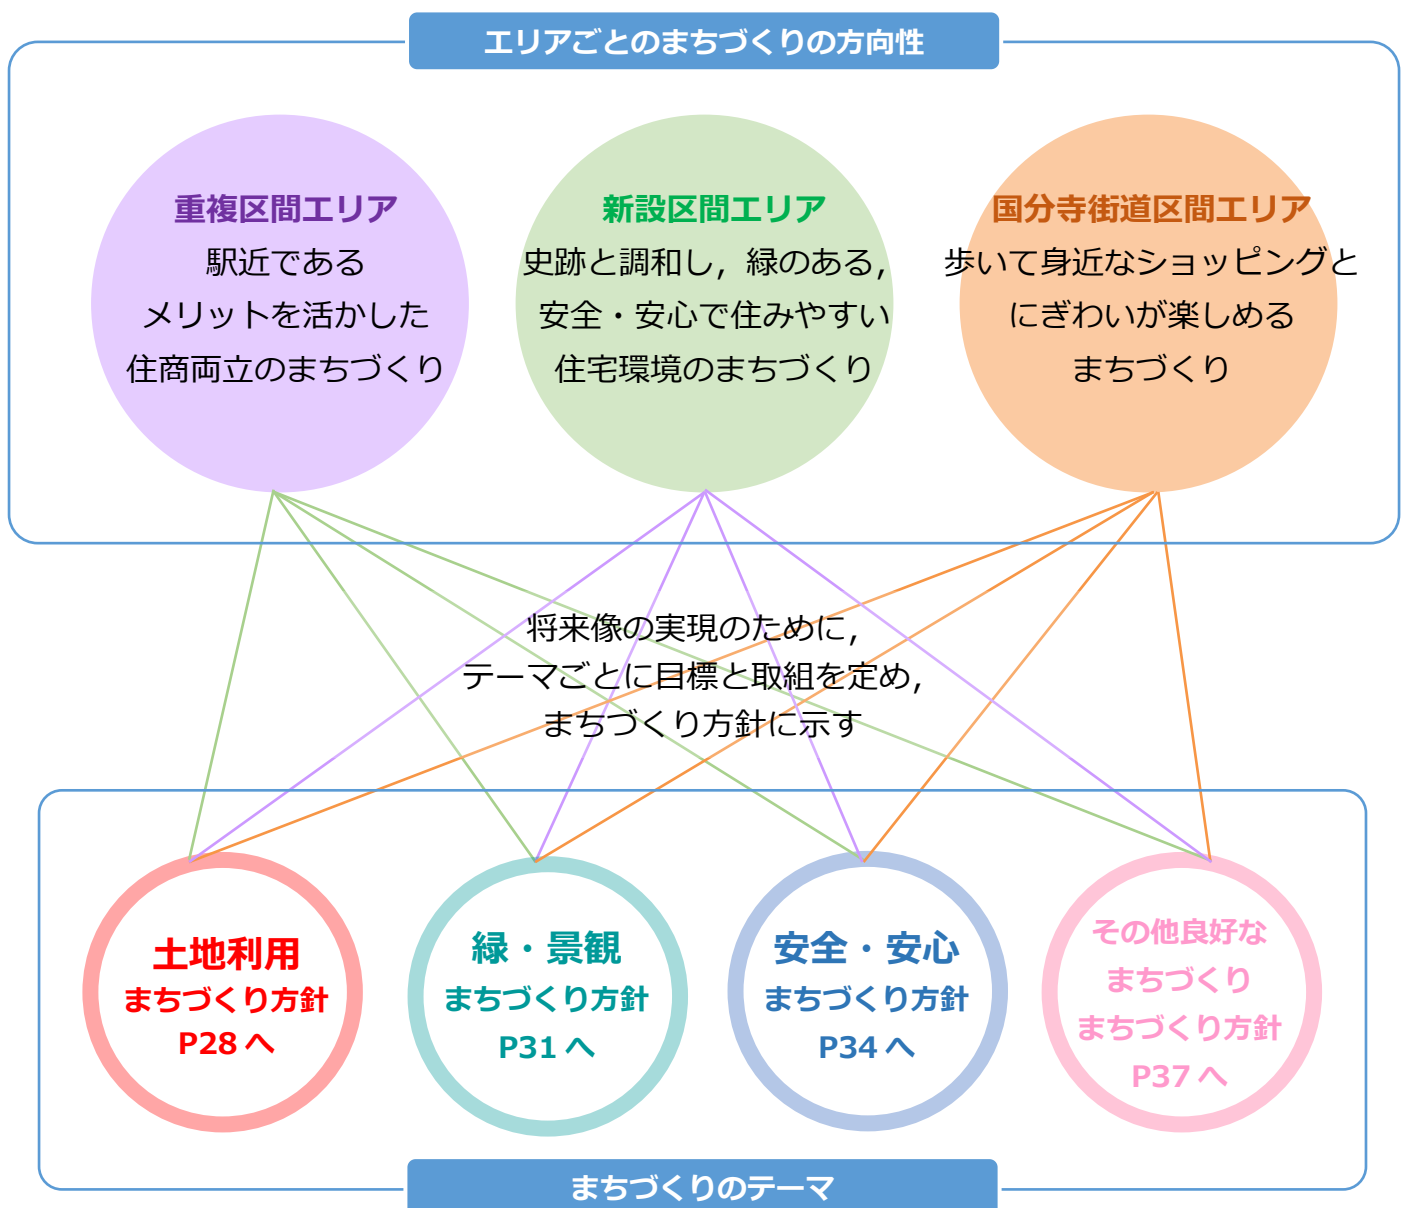 エリアごとのまちづくりの方向性
重複区間エリア
駅近である
メリットを活かした
住商両立のまちづくり
新設区間エリア
史跡と調和し，緑のある，
安全・安心で住みやすい
住宅環境のまちづくり
国分寺街道区間エリア
歩いて身近なショッピングと
にぎわいが楽しめる
まちづくり
将来像の実現のために，
テーマごとに目標と取組を定め，
まちづくり方針に示す
土地利用
まちづくり方針
P28 へ
緑・景観
まちづくり方針
P31 へ
安全・安心
まちづくり方針
P34 へ
その他良好な
まちづくり
まちづくり方針
P37 へ
まちづくりのテーマ